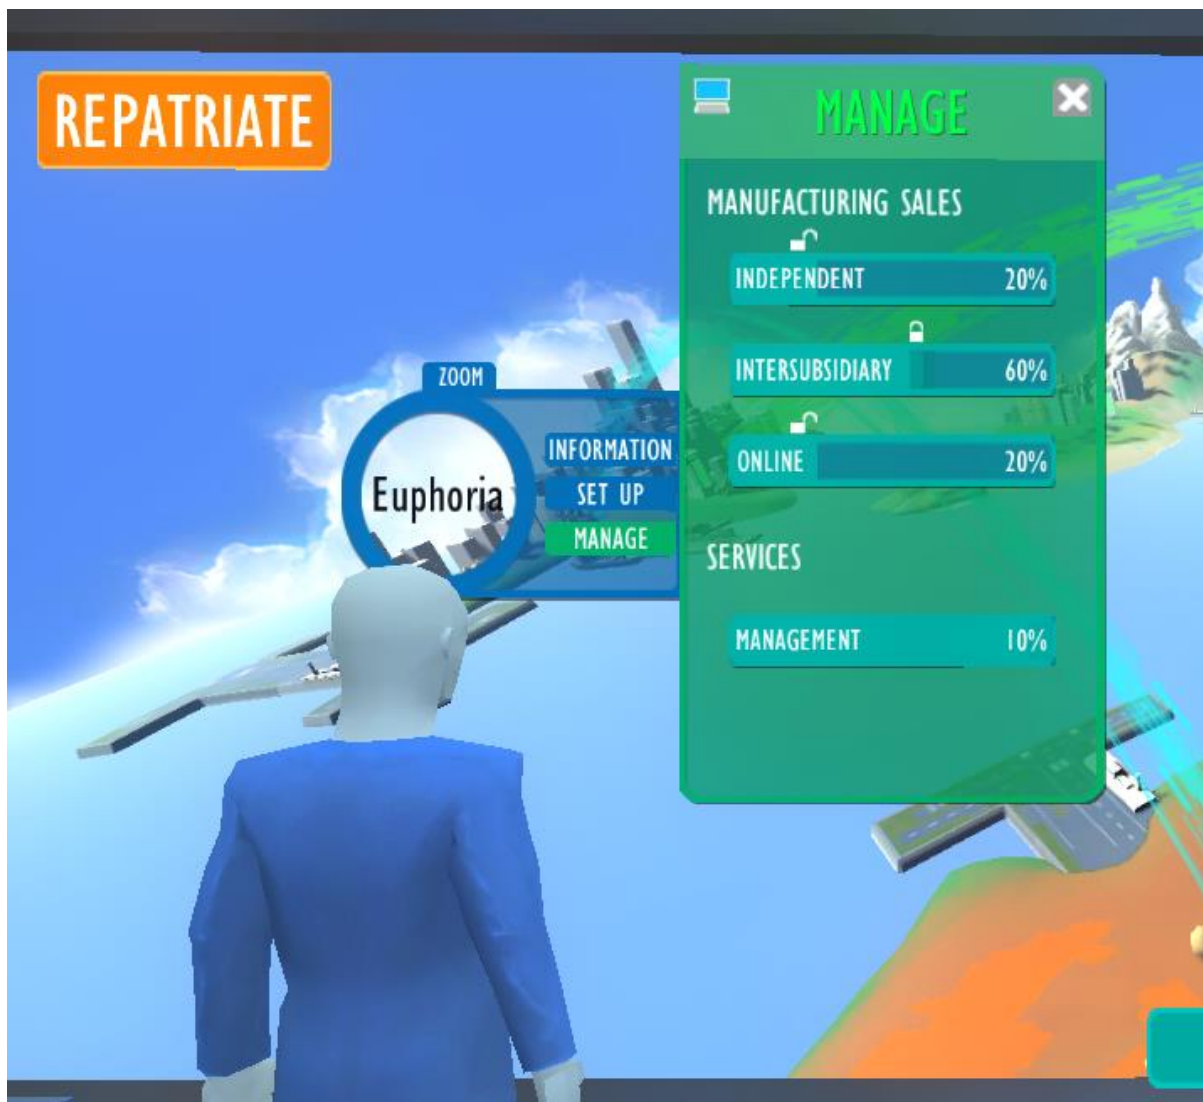 REPATRIATE
MANAGE
MANUFACTURING SALES
INDEPENDENT 20%
INTERSUBSIDIARY 60%
ONLINE 20%
SERVICES
MANAGEMENT 10%
ZOOM
Euphoria
INFORMATION
SET UP
MANAGE